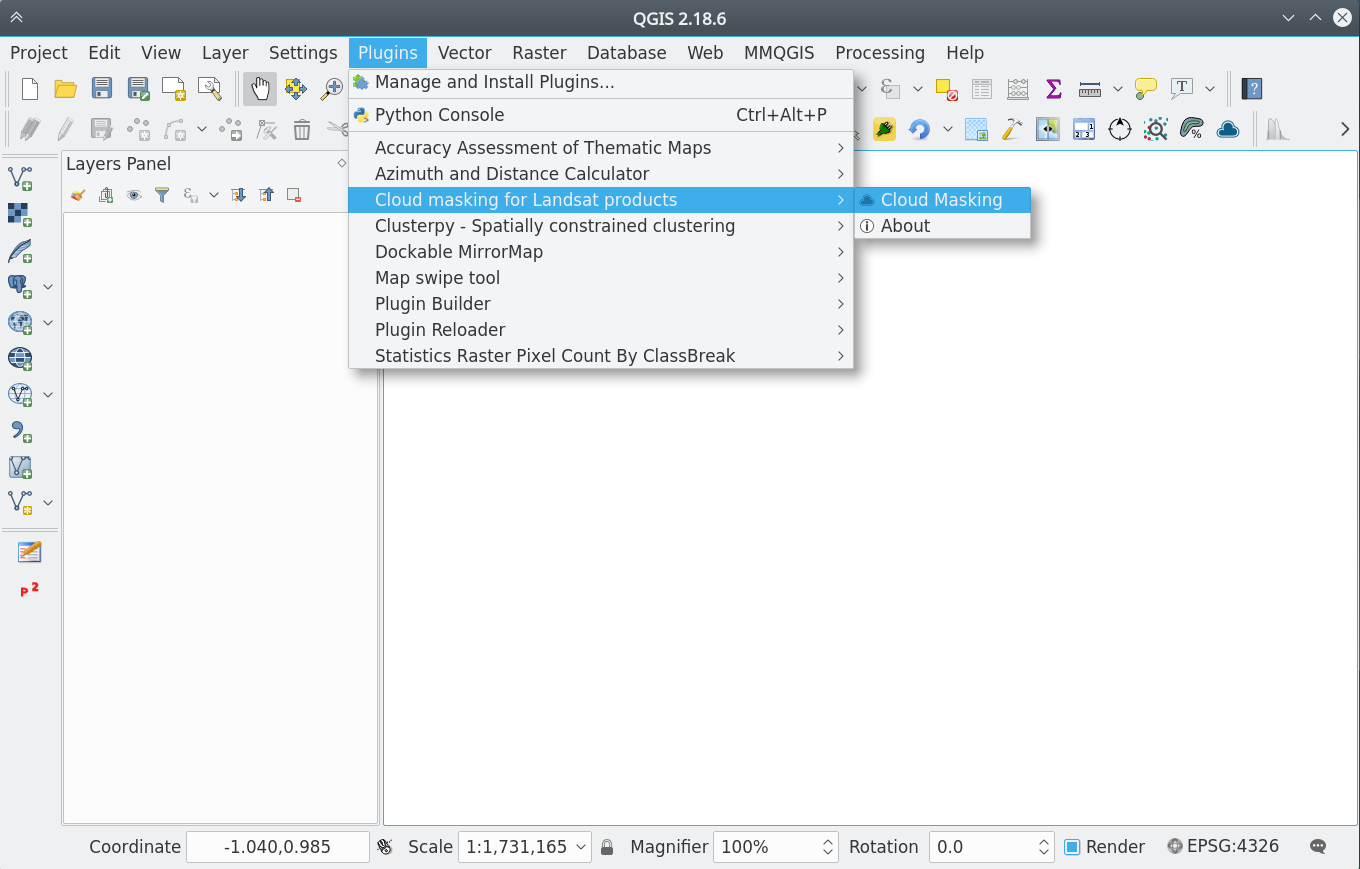 QGIS 2.18.6
Project Edit View Layer Settings Plugins Vector Raster Database Web MMQGIS Processing Help
Manage and Install Plugins...
Python Console Ctrl+Alt+P
Layers Panel
Accuracy Assessment of Thematic Maps
Azimuth and Distance Calculator
Cloud masking for Landsat products
Cloud Masking
Clusterpy - Spatially constrained clustering
About
Dockable MirrorMap
Map swipe tool
Plugin Builder
Plugin Reloader
Statistics Raster Pixel Count By ClassBreak
P 2
Coordinate -1.040,0.985 Scale 1:1,731,165 Magnifier 100% Rotation 0.0 Render EPSG:4326